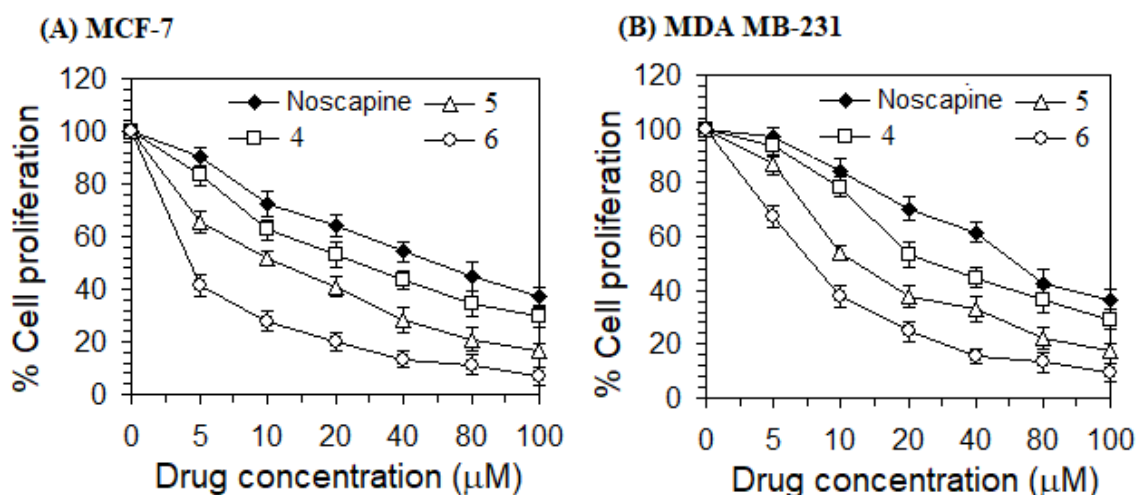 (A) MCF-7
120
100
80
60
40
20
0
% Cell proliferation
Noscapine
5
4
6
0 5 10 20 40 80 100
Drug concentration (μM)
(B) MDA MB-231
120
100
80
60
40
20
0
% Cell proliferation
Noscapine
5
4
6
0 5 10 20 40 80 100
Drug concentration (μM)